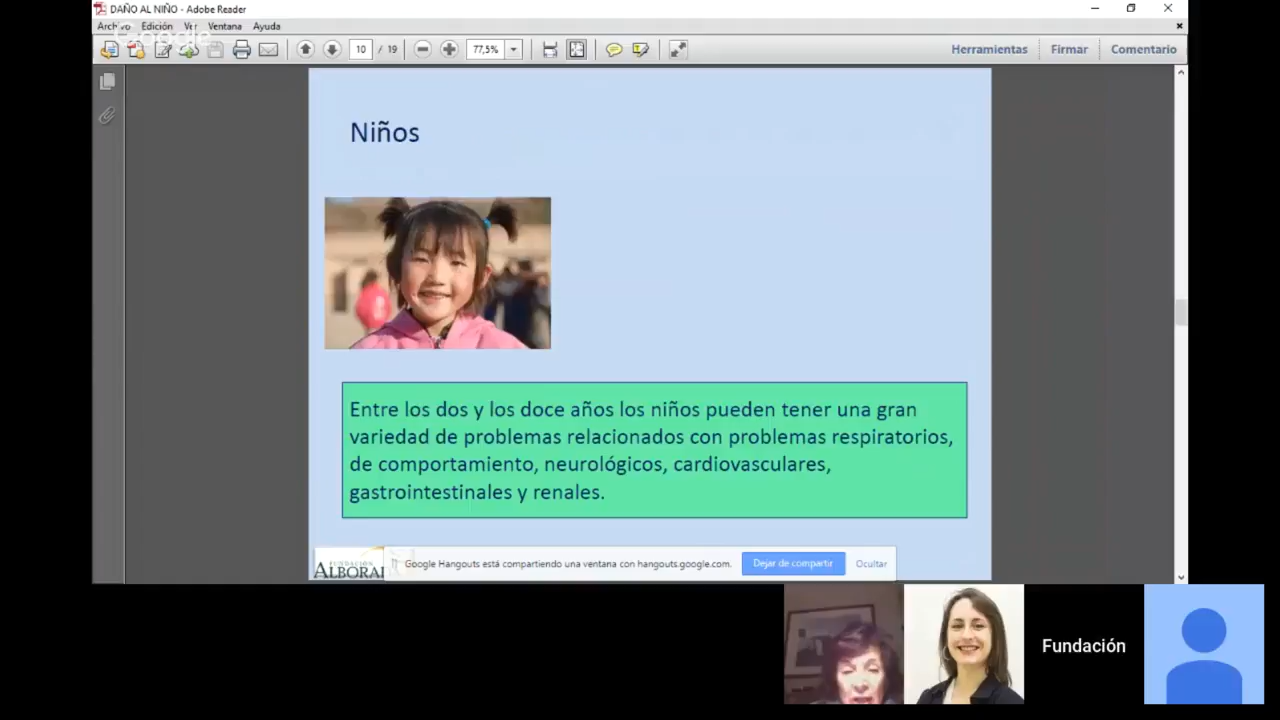 DAÑO AL NIÑO - Adobe Reader
Archivo Edición Ver Ventana Ayuda
Google
10 / 19 77,5% Herramientas Firmar Comentario
Niños
Entre los dos y los doce años los niños pueden tener una gran
variedad de problemas relacionados con problemas respiratorios,
de comportamiento, neurológicos, cardiovasculares,
gastrointestinales y renales.
FUNDACIÓN
Google Hangouts está compartiendo una ventana con hangouts.google.com. Dejar de compartir Ocultar
Fundación